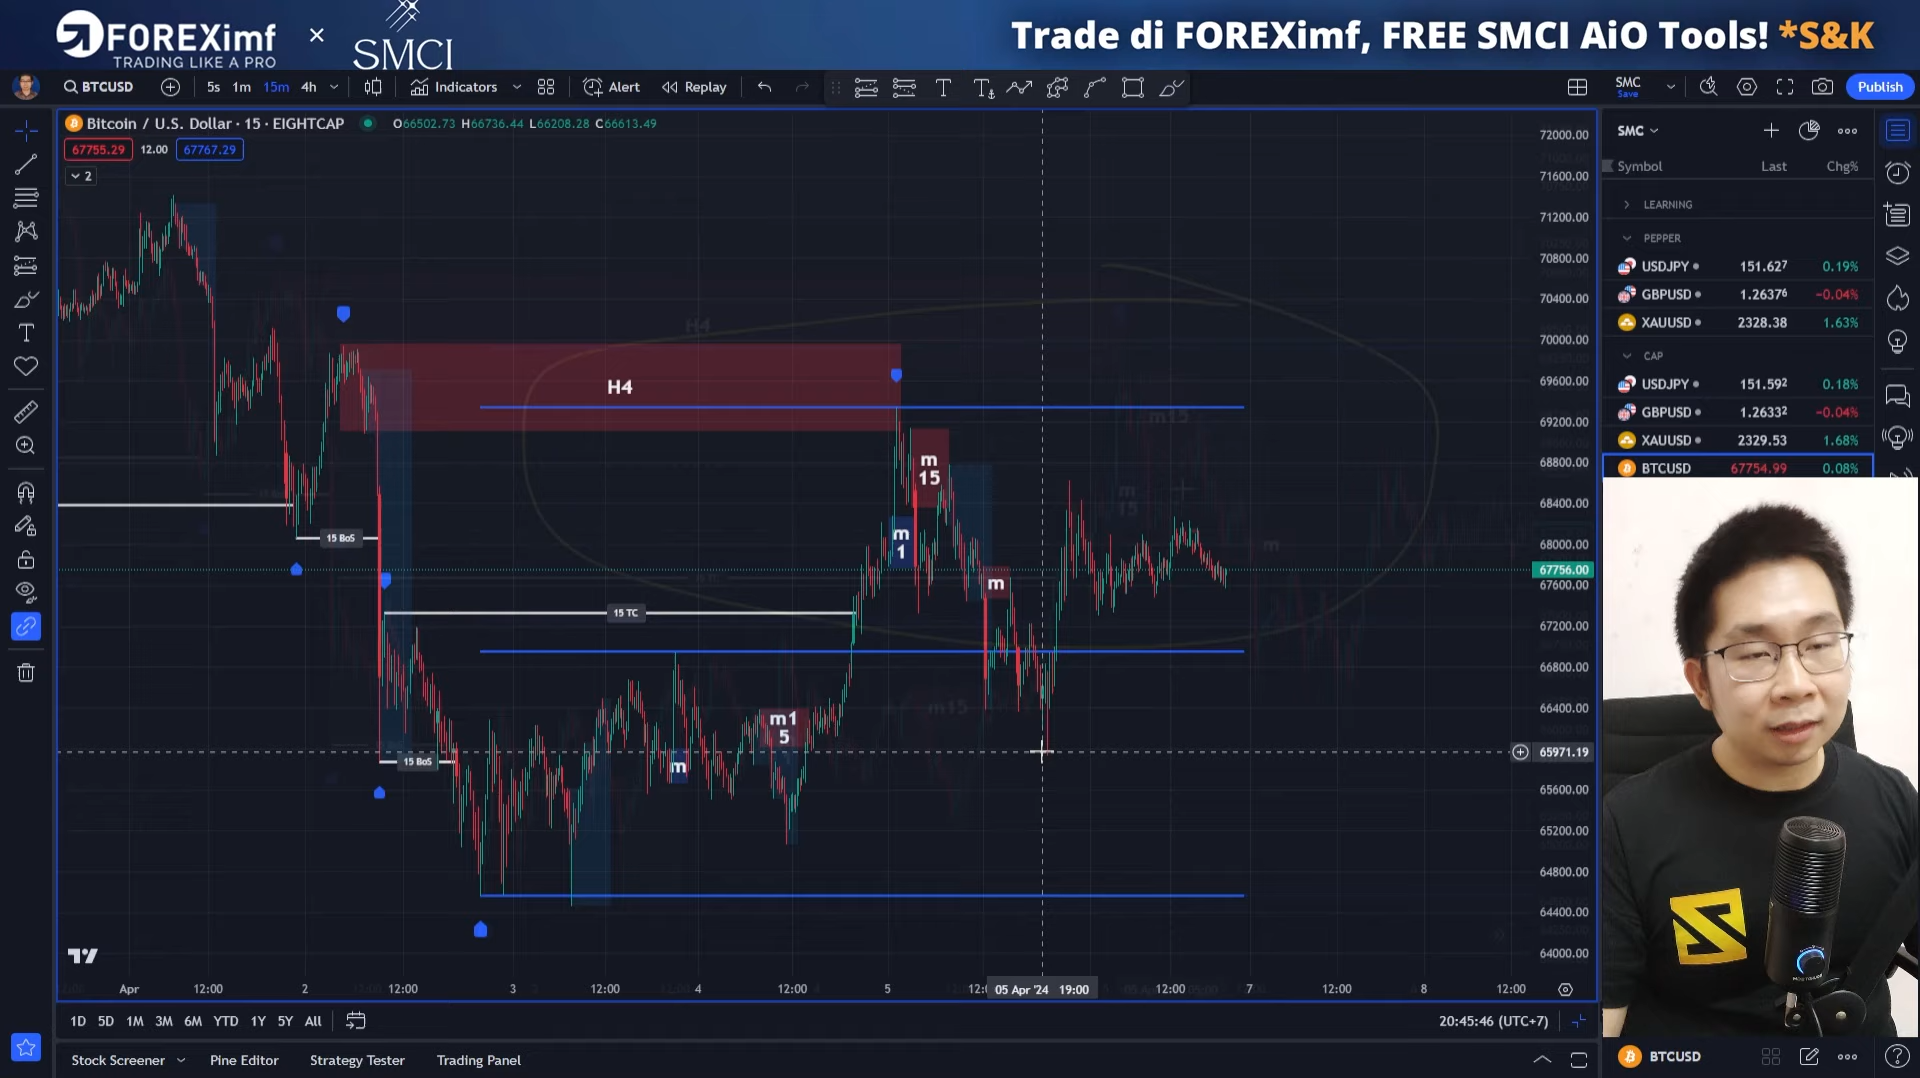 FOREXimf
TRADING LIKE A PRO
×
SMCI
Trade di FOREXimf, FREE SMCI AiO Tools! *S&K
BTCUSD
5s 1m 15m 4h
Indicators
Alert
Replay
SMC
Save
Publish
Bitcoin / U.S. Dollar · 15 · EIGHTCAP
O66502.73 H66736.44 L66208.28 C66613.49
67755.29 12.00 67767.29
2
72000.00
71600.00
71200.00
70800.00
70400.00
70000.00
69600.00
69200.00
68800.00
68400.00
68000.00
67756.00
67600.00
67200.00
66800.00
66400.00
65971.19
65600.00
65200.00
64800.00
64400.00
64000.00
H4
H4
m
15
m
1
m15
m
15
m
m
15 BoS
15 TC
m1
5
m15
15 BoS
m
Apr 12:00 2 12:00 3 12:00 4 12:00 5 05 Apr '24 19:00 12:00 7 12:00 8 12:00
1D 5D 1M 3M 6M YTD 1Y 5Y All
20:45:46 (UTC+7)
Stock Screener Pine Editor Strategy Tester Trading Panel
SMC
Symbol Last Chg%
LEARNING
PEPPER
USDJPY 151.627 0.19%
GBPUSD 1.26376 −0.04%
XAUUSD 2328.38 1.63%
CAP
USDJPY 151.592 0.18%
GBPUSD 1.26332 −0.04%
XAUUSD 2329.53 1.68%
BTCUSD 67754.99 0.08%
BTCUSD